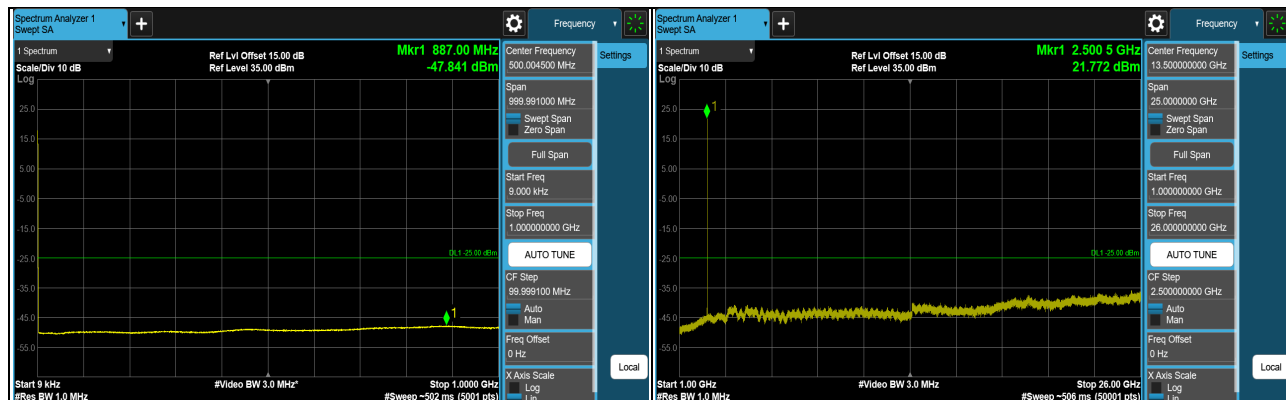 Spectrum Analyzer 1
Swept SA
+
Frequency
1 Spectrum
Scale/Div 10 dB
Ref Lvl Offset 15.00 dB
Ref Level 35.00 dBm
Mkr1 887.00 MHz
-47.841 dBm
Log
25.0
15.0
5.00
-5.00
-15.0
-25.0
-35.0
-45.0
-55.0
DL1 -25.00 dBm
1
Start 9 kHz
#Res BW 1.0 MHz
#Video BW 3.0 MHz*
Stop 1.0000 GHz
#Sweep ~502 ms (5001 pts)
Center Frequency
500.004500 MHz
Span
999.991000 MHz
Swept Span
Zero Span
Full Span
Start Freq
9.000 kHz
Stop Freq
1.000000000 GHz
AUTO TUNE
CF Step
99.999100 MHz
Auto
Man
Freq Offset
0 Hz
X Axis Scale
Log
Lin
Settings
Local
Spectrum Analyzer 1
Swept SA
+
Frequency
1 Spectrum
Scale/Div 10 dB
Ref Lvl Offset 15.00 dB
Ref Level 35.00 dBm
Mkr1 2.500 5 GHz
21.772 dBm
Log
25.0
15.0
5.00
-5.00
-15.0
-25.0
-35.0
-45.0
-55.0
1
DL1 -25.00 dBm
Start 1.00 GHz
#Res BW 1.0 MHz
#Video BW 3.0 MHz
Stop 26.00 GHz
#Sweep ~506 ms (50001 pts)
Center Frequency
13.500000000 GHz
Span
25.0000000 GHz
Swept Span
Zero Span
Full Span
Start Freq
1.000000000 GHz
Stop Freq
26.000000000 GHz
AUTO TUNE
CF Step
2.500000000 GHz
Auto
Man
Freq Offset
0 Hz
X Axis Scale
Log
Lin
Settings
Local